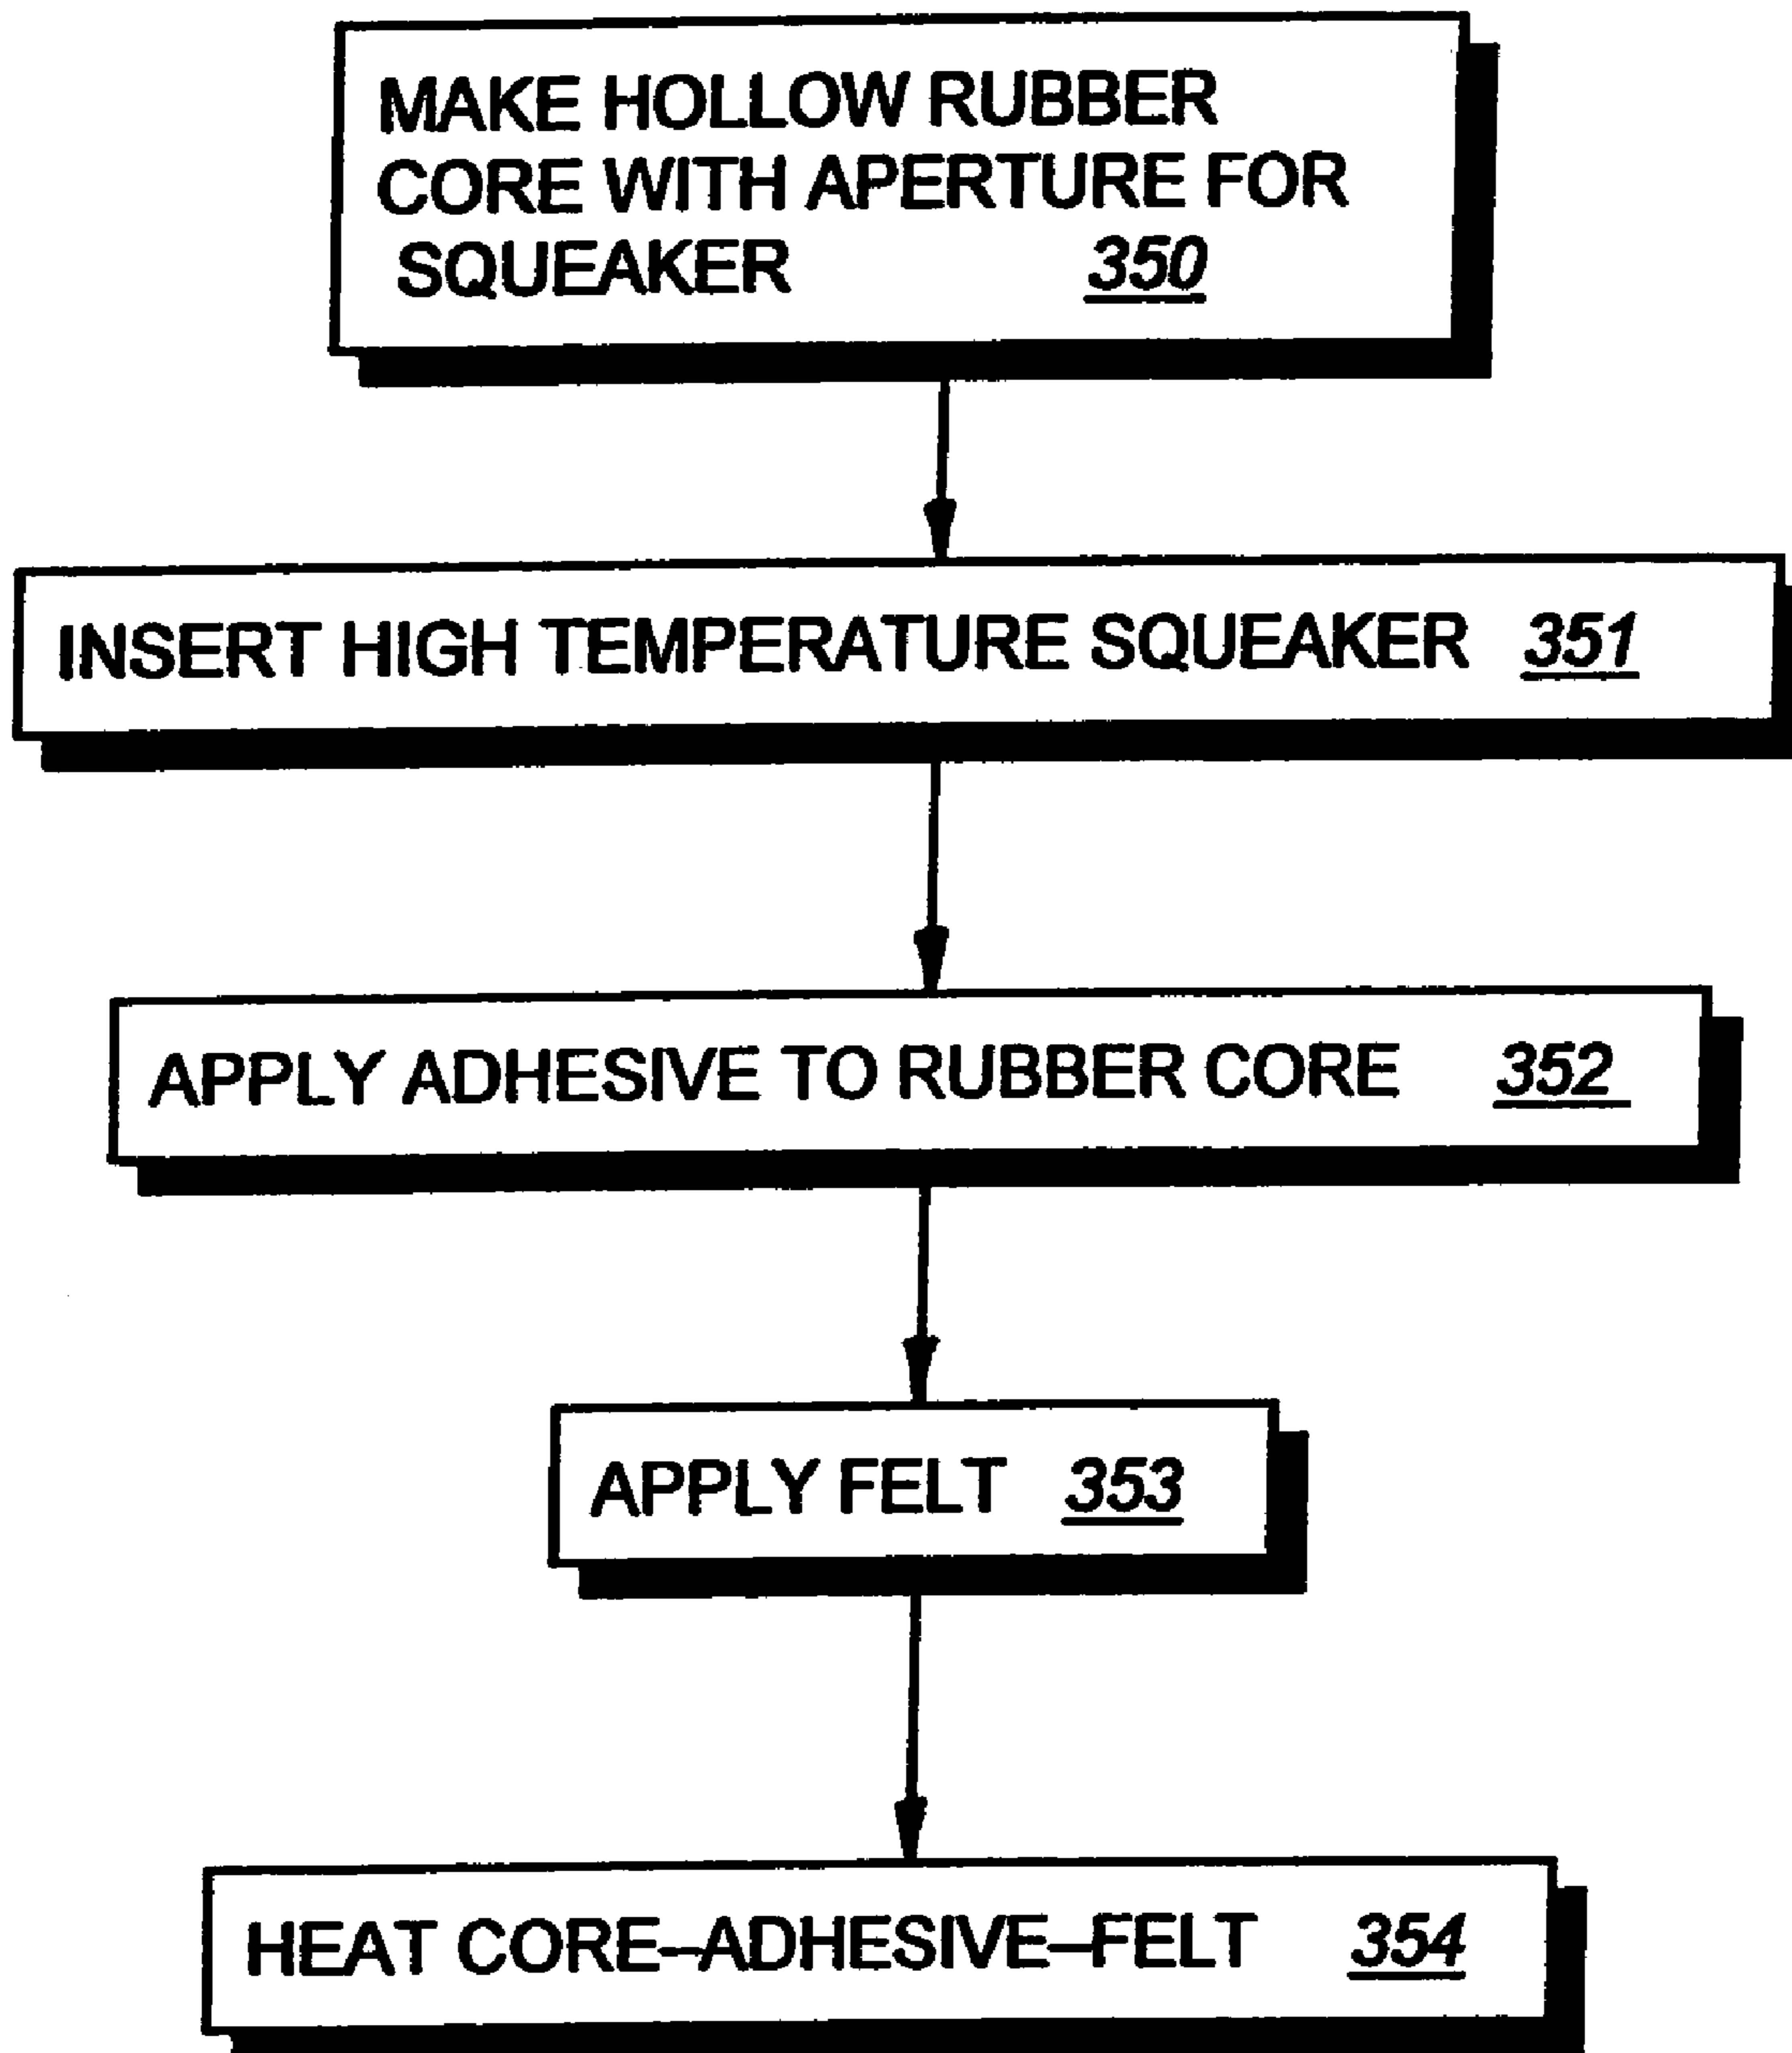 MAKE HOLLOW RUBBER
CORE WITH APERTURE FOR
SQUEAKER 350
INSERT HIGH TEMPERATURE SQUEAKER 351
APPLY ADHESIVE TO RUBBER CORE 352
APPLY FELT 353
HEAT CORE–ADHESIVE–FELT 354